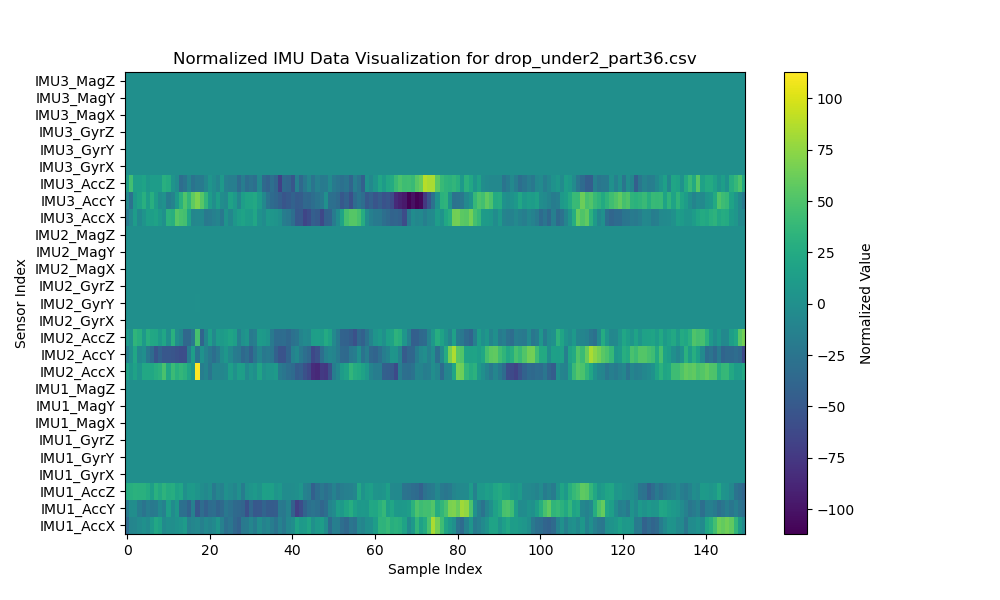 Normalized IMU Data Visualization for drop_under2_part36.csv
IMU3_MagZ
IMU3_MagY
IMU3_MagX
IMU3_GyrZ
IMU3_GyrY
IMU3_GyrX
IMU3_AccZ
IMU3_AccY
IMU3_AccX
IMU2_MagZ
IMU2_MagY
IMU2_MagX
IMU2_GyrZ
IMU2_GyrY
IMU2_GyrX
IMU2_AccZ
IMU2_AccY
IMU2_AccX
IMU1_MagZ
IMU1_MagY
IMU1_MagX
IMU1_GyrZ
IMU1_GyrY
IMU1_GyrX
IMU1_AccZ
IMU1_AccY
IMU1_AccX
Sensor Index
0 20 40 60 80 100 120 140
Sample Index
100
75
50
25
0
−25
−50
−75
−100
Normalized Value